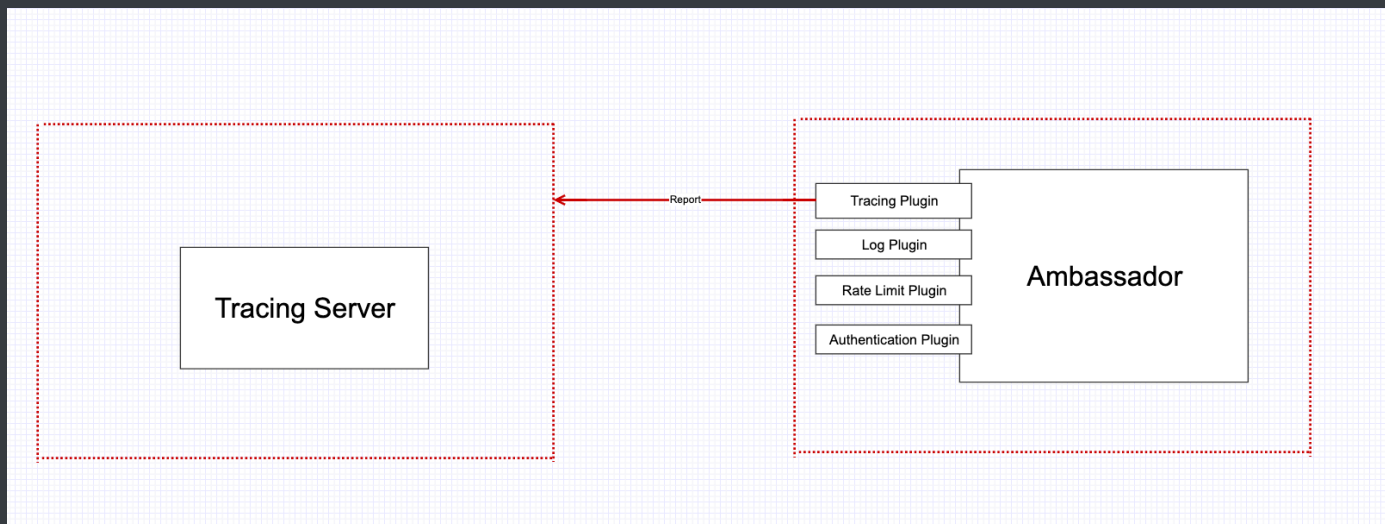 Report
Tracing Plugin
Log Plugin
Rate Limit Plugin
Authentication Plugin
Ambassador
Tracing Server